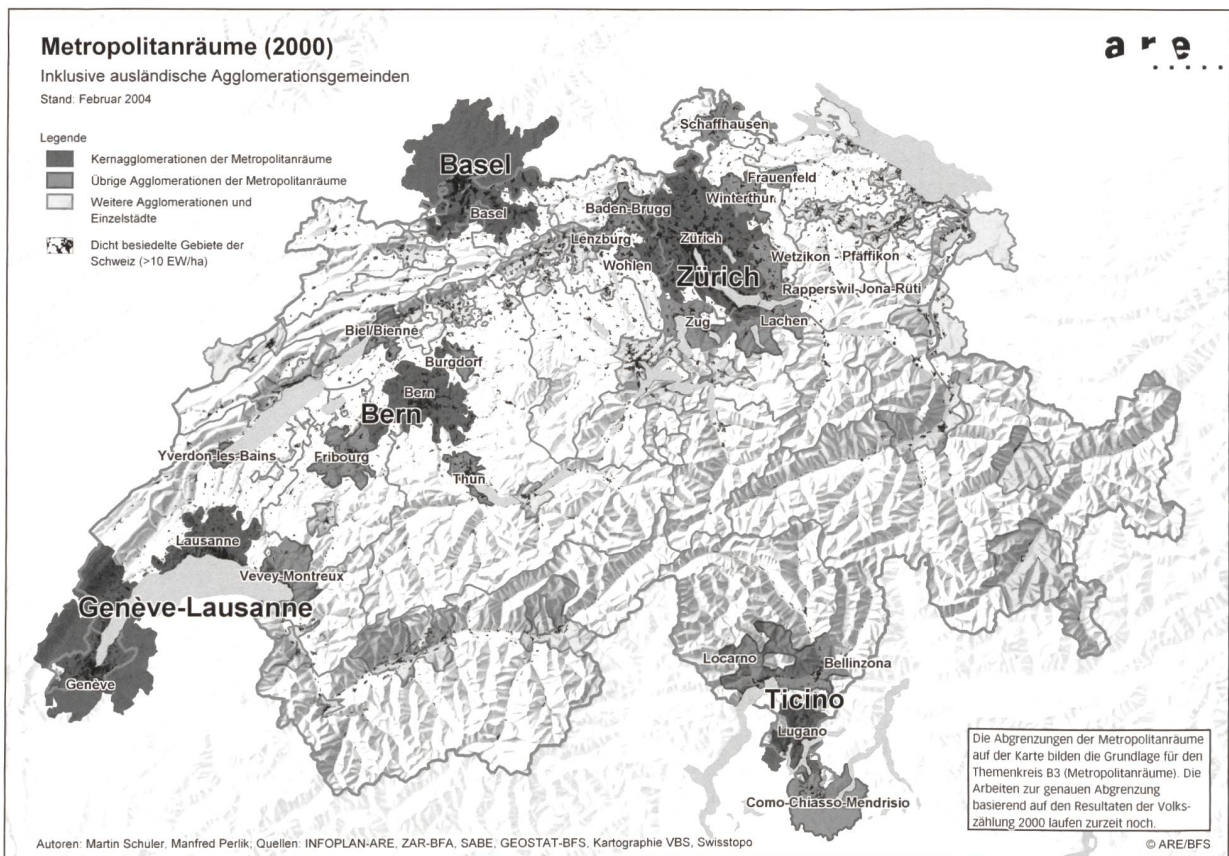 Metropolitanräume (2000)
Inklusive ausländische Agglomerationsgemeinden
Stand: Februar 2004
are
Legende
Kernagglomerationen der Metropolitanräume
Übrige Agglomerationen der Metropolitanräume
Weitere Agglomerationen und
Einzelstädte
Dicht besiedelte Gebiete der
Schweiz (>10 EW/ha)
Schaffhausen
Basel
Frauenfeld
Baden-Brugg
Winterthur
Basel
Lenzburg
Zürich
Wohlen
Wetzikon - Pfäffikon
Zürich
Rapperswil-Jona-Rüti
Zug
Lachen
Biel/Bienne
Burgdorf
Bern
Bern
Yverdon-les-Bains
Fribourg
Thun
Lausanne
Vevey-Montreux
Genève-Lausanne
Genève
Locarno
Bellinzona
Ticino
Lugano
Como-Chiasso-Mendrisio
Die Abgrenzungen der Metropolitanräume
auf der Karte bilden die Grundlage für den
Themenkreis B3 (Metropolitanräume). Die
Arbeiten zur genauen Abgrenzung
basierend auf den Resultaten der Volks-
zählung 2000 laufen zurzeit noch.
Autoren: Martin Schuler, Manfred Perlik; Quellen: INFOPLAN-ARE, ZAR-BFA, SABE, GEOSTAT-BFS, Kartographie VBS, Swisstopo
© ARE/BFS